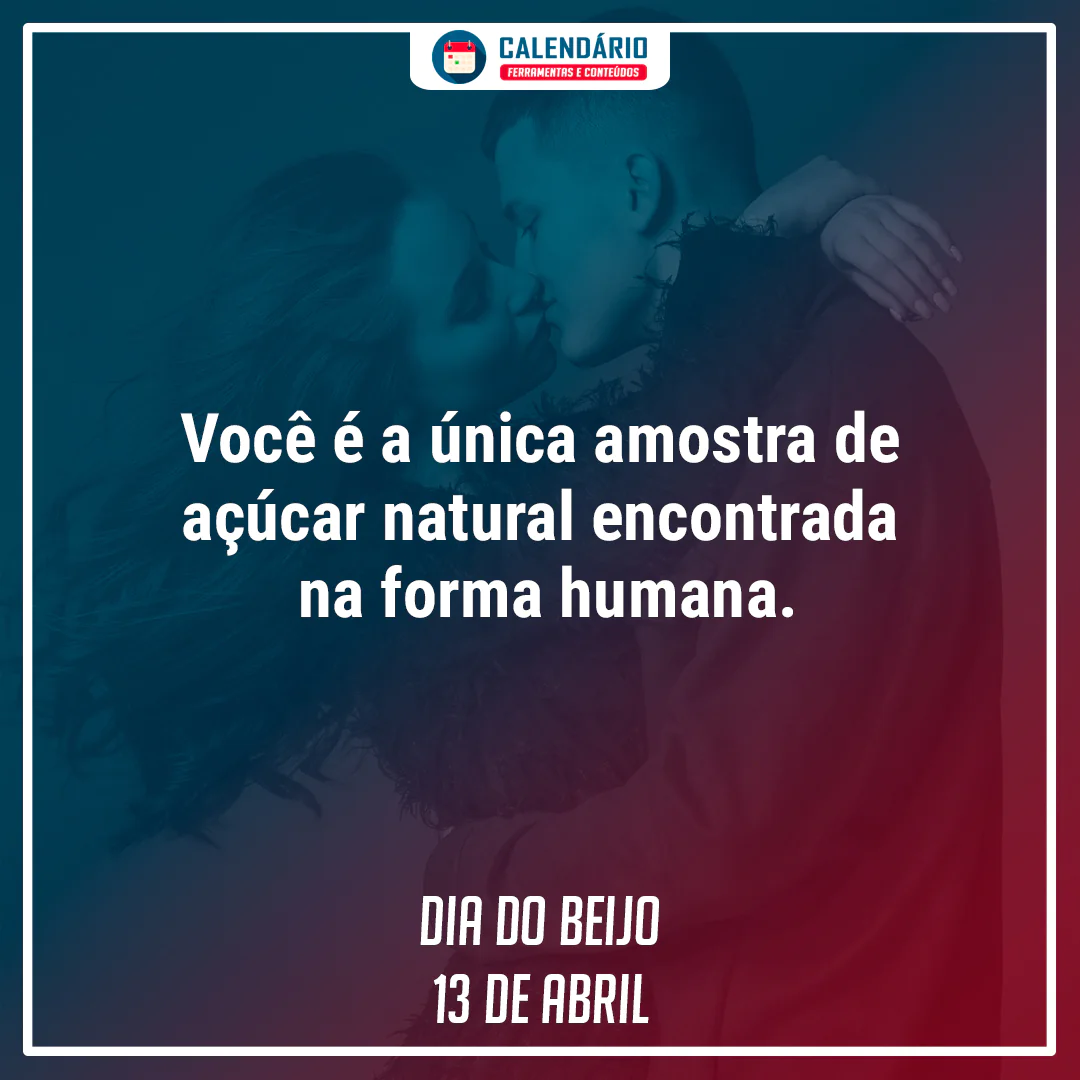 CALENDÁRIO
FERRAMENTAS E CONTEÚDOS
Você é a única amostra de
açúcar natural encontrada
na forma humana.
DIA DO BEIJO
13 DE ABRIL